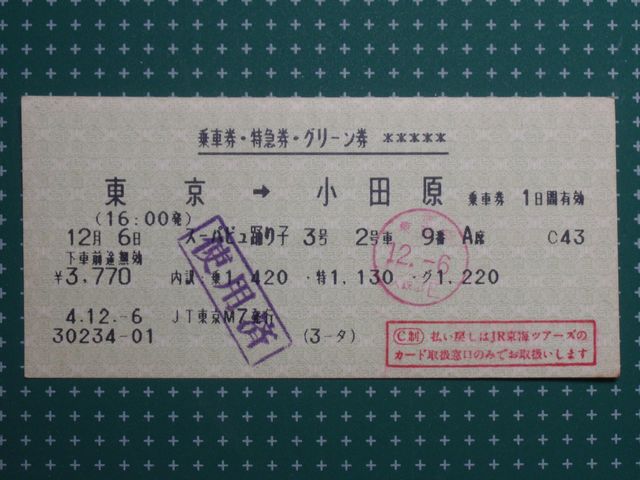 乗車券・特急券・グリーン券 *****
東京 → 小田原 乗車券 1日間有効
(16:00発)
12月 6日 スーパビュ踊り子 3号 2号車 9番 A席 C43
下車前途無効
¥3,770 内訳・乗1,420 ・特1,130 ・グ1,220
4.12.-6 JT東京M7発行
30234-01 (3-タ)
使用済
12.-6
C制 払い戻しはJR東海ツアーズの
カード取扱窓口のみでお取扱いします